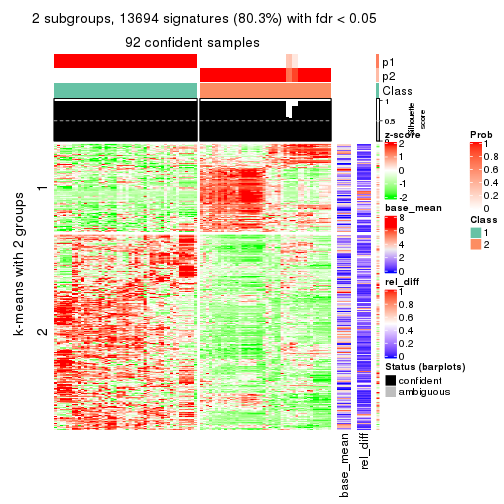 2 subgroups, 13694 signatures (80.3%) with fdr < 0.05
92 confident samples
p1
p2
Class
1
0.5
0
Silhouette
score
k-means with 2 groups
1
2
base_mean
rel_diff
z-score
2
1
0
-1
-2
base_mean
8
6
4
2
0
rel_diff
1
0.8
0.6
0.4
0.2
0
Status (barplots)
confident
ambiguous
Prob
1
0.8
0.6
0.4
0.2
0
Class
1
2